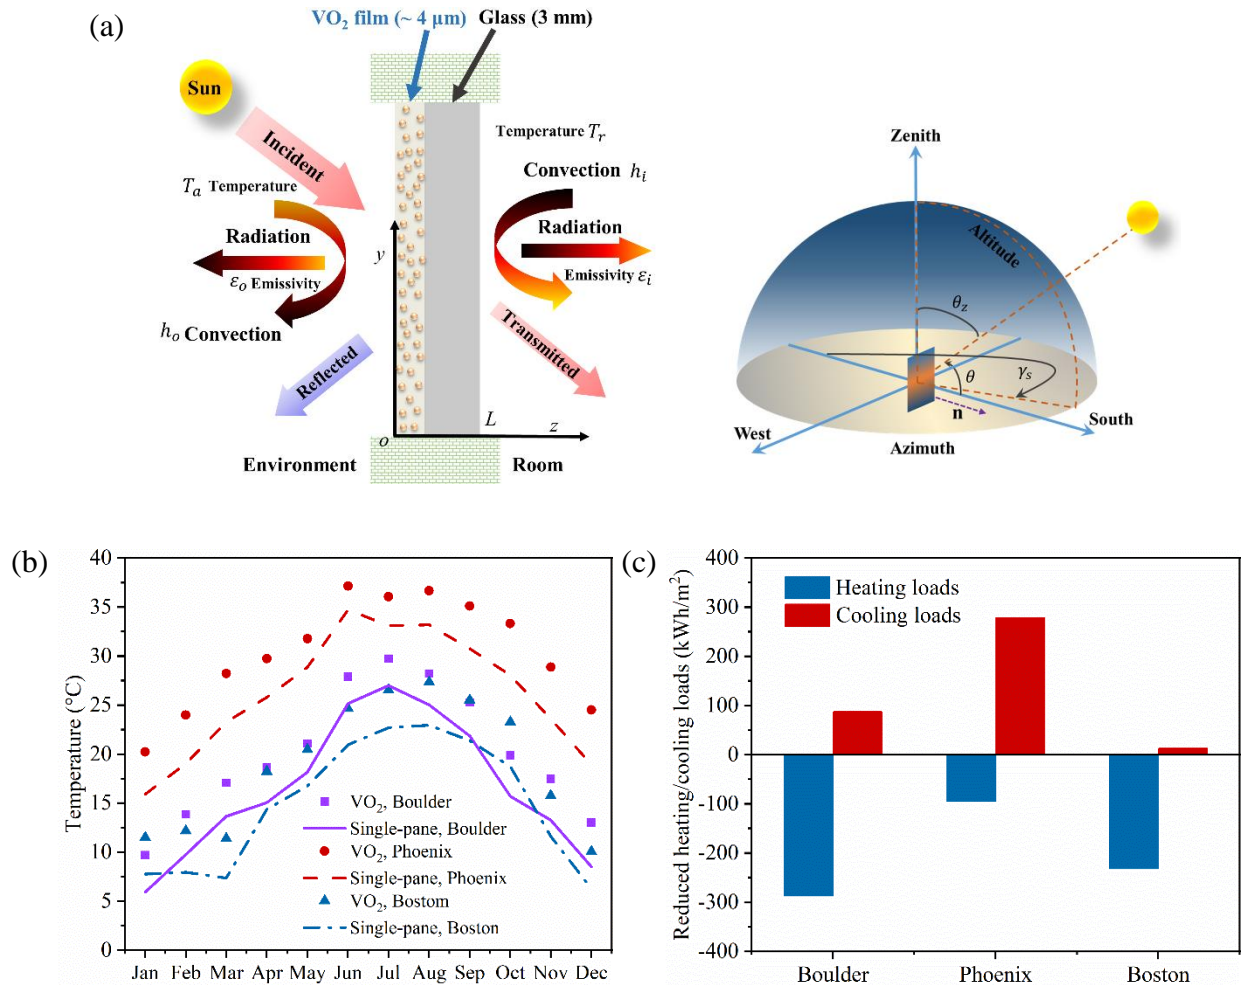 (a)
VO₂ film (~ 4 μm)
Glass (3 mm)
Sun
Incident
Tₐ Temperature
Radiation
εₒ Emissivity
hₒ Convection
Reflected
y
o
L
z
Environment
Room
Temperature Tᵣ
Convection hᵢ
Radiation
Emissivity εᵢ
Transmitted
Zenith
Altitude
θ_z
θ
γₛ
n
South
West
Azimuth
(b)
Temperature (°C)
40
35
30
25
20
15
10
5
0
VO₂, Boulder
Single-pane, Boulder
VO₂, Phoenix
Single-pane, Phoenix
VO₂, Bostom
Single-pane, Boston
Jan Feb Mar Apr May Jun Jul Aug Sep Oct Nov Dec
(c)
Reduced heating/cooling loads (kWh/m²)
400
300
200
100
0
-100
-200
-300
-400
Heating loads
Cooling loads
Boulder Phoenix Boston